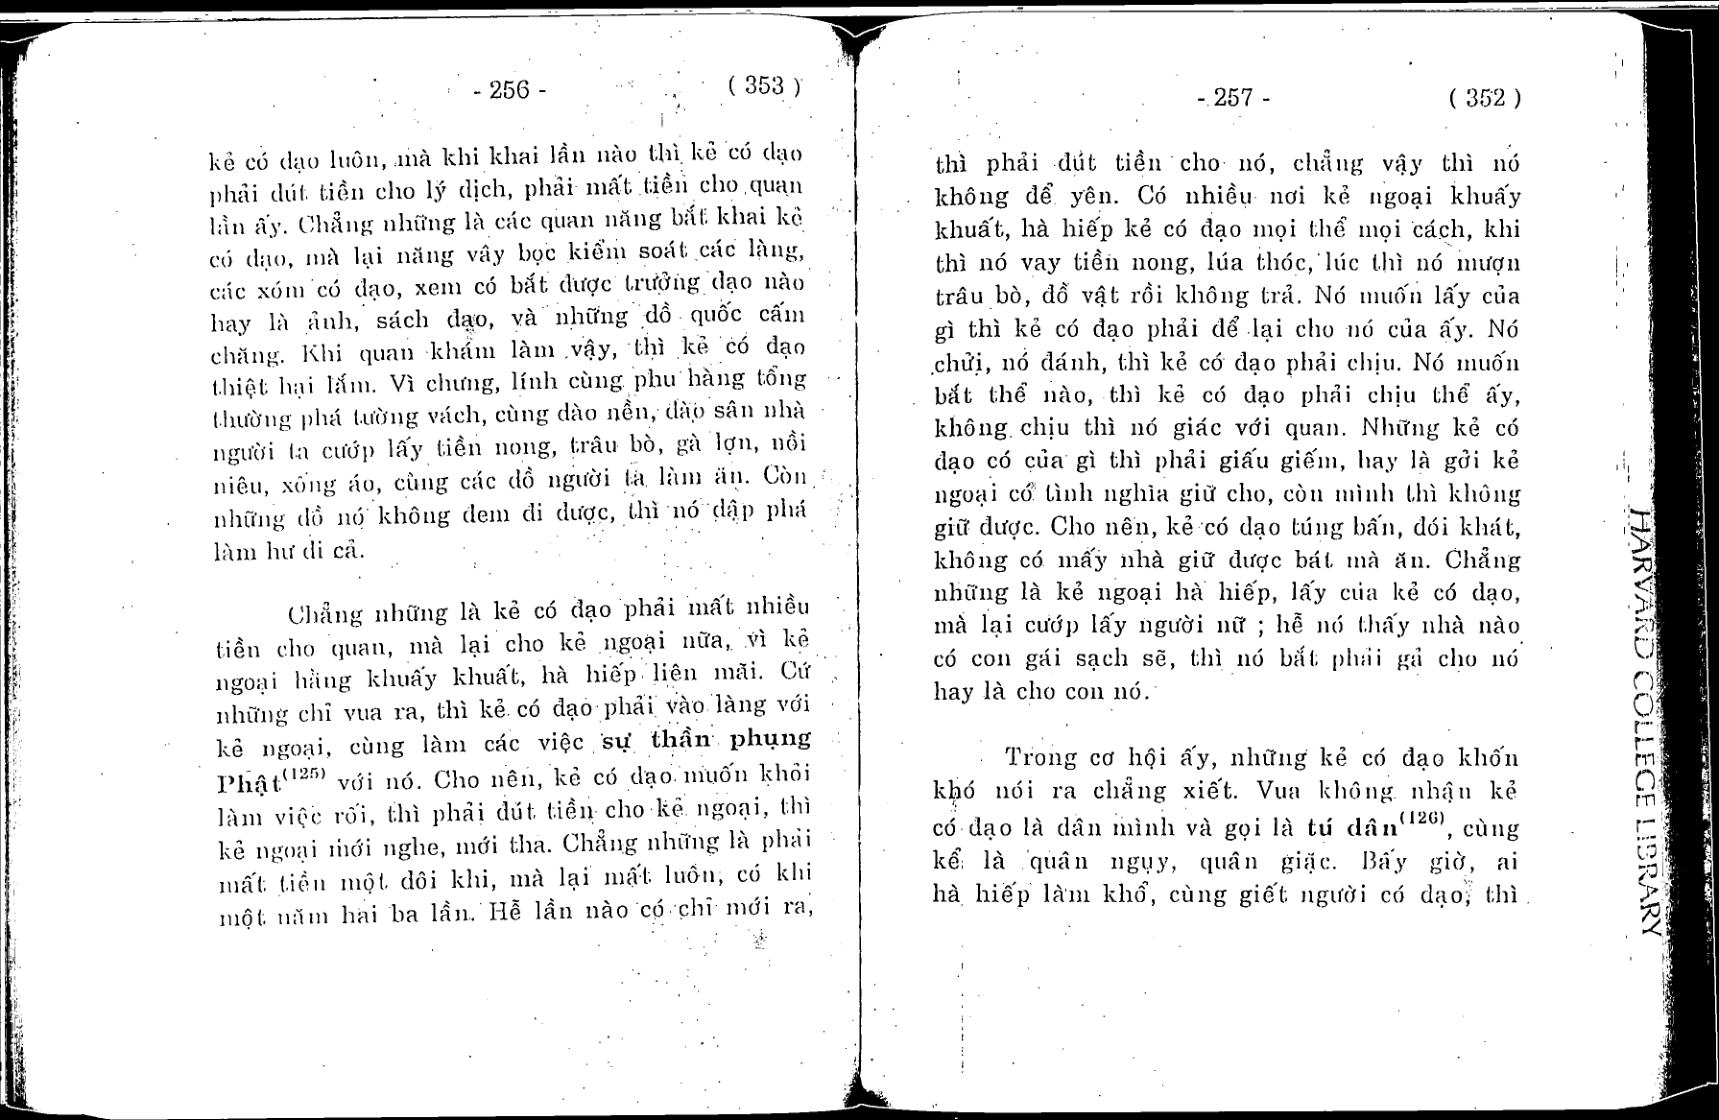 - 256 - ( 353 )
kẻ có đạo luôn, mà khi khai lần nào thì kẻ có đạo
phải đút tiền cho lý dịch, phải mất tiền cho quan
lần ấy. Chẳng những là các quan năng bắt khai kẻ
có đạo, mà lại năng vây bọc kiểm soát các làng,
các xóm có đạo, xem có bắt được trưởng đạo nào
hay là ảnh, sách đạo, và những đồ quốc cấm
chăng. Khi quan khám làm vậy, thì kẻ có đạo
thiệt hại lắm. Vì chưng, lính cùng phu hàng tổng
thường phá tường vách, cùng đào nền, đào sân nhà
người ta cướp lấy tiền nong, trâu bò, gà lợn, nồi
niêu, xống áo, cùng các đồ người ta làm ăn. Còn
những đồ nó không đem đi được, thì nó đập phá
làm hư đi cả.
Chẳng những là kẻ có đạo phải mất nhiều
tiền cho quan, mà lại cho kẻ ngoại nữa, vì kẻ
ngoại hằng khuấy khuất, hà hiếp liên mãi. Cứ
những chỉ vua ra, thì kẻ có đạo phải vào làng với
kẻ ngoại, cùng làm các việc sự thần phụng
Phật(125) với nó. Cho nên, kẻ có đạo muốn khỏi
làm việc rối, thì phải đút tiền cho kẻ ngoại, thì
kẻ ngoại mới nghe, mới tha. Chẳng những là phải
mất tiền một đôi khi, mà lại mất luôn, có khi
một năm hai ba lần. Hễ lần nào có chỉ mới ra,
- 257 - ( 352 )
thì phải đút tiền cho nó, chẳng vậy thì nó
không để yên. Có nhiều nơi kẻ ngoại khuấy
khuất, hà hiếp kẻ có đạo mọi thể mọi cách, khi
thì nó vay tiền nong, lúa thóc, lúc thì nó mượn
trâu bò, đồ vật rồi không trả. Nó muốn lấy của
gì thì kẻ có đạo phải để lại cho nó của ấy. Nó
chửi, nó đánh, thì kẻ có đạo phải chịu. Nó muốn
bắt thể nào, thì kẻ có đạo phải chịu thể ấy,
không chịu thì nó giác với quan. Những kẻ có
đạo có của gì thì phải giấu giếm, hay là gởi kẻ
ngoại có tình nghĩa giữ cho, còn mình thì không
giữ được. Cho nên, kẻ có đạo túng bấn, đói khát,
không có mấy nhà giữ được bát mà ăn. Chẳng
những là kẻ ngoại hà hiếp, lấy của kẻ có đạo,
mà lại cướp lấy người nữ ; hễ nó thấy nhà nào
có con gái sạch sẽ, thì nó bắt phải gả cho nó
hay là cho con nó.
Trong cơ hội ấy, những kẻ có đạo khốn
khó nói ra chẳng xiết. Vua không nhận kẻ
có đạo là dân mình và gọi là tú dân(126), cùng
kể là quân ngụy, quân giặc. Bấy giờ, ai
hà hiếp làm khổ, cùng giết người có đạo, thì
HARVARD COLLEGE LIBRARY